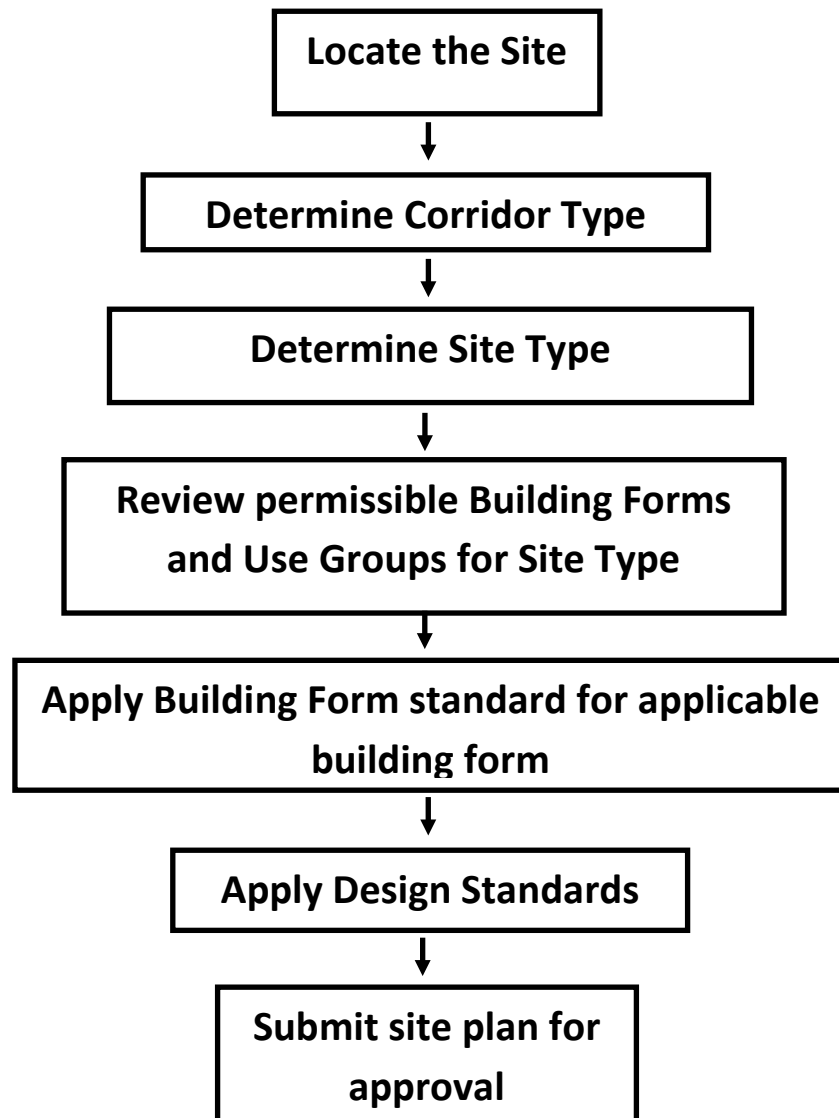 Locate the Site
Determine Corridor Type
Determine Site Type
Review permissible Building Forms
and Use Groups for Site Type
Apply Building Form standard for applicable
building form
Apply Design Standards
Submit site plan for
approval